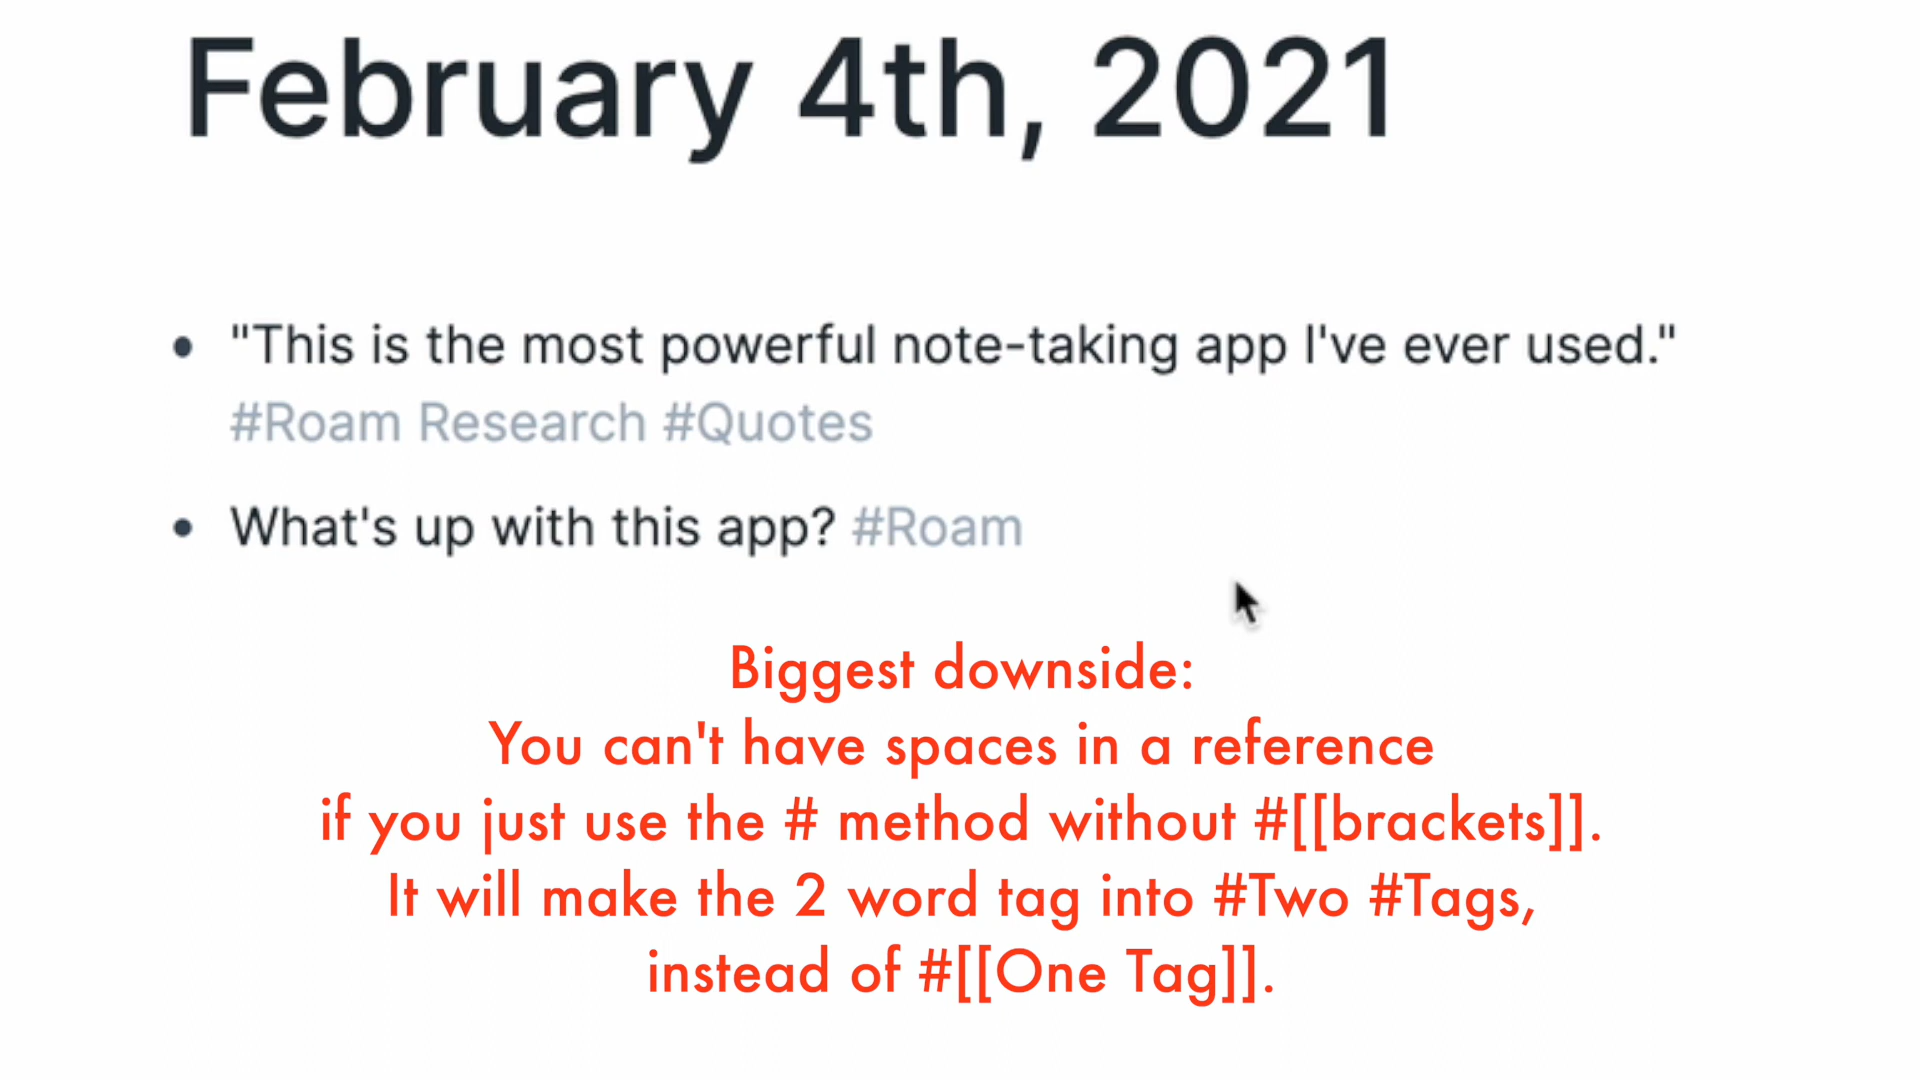 February 4th, 2021
"This is the most powerful note-taking app I've ever used."
#Roam Research #Quotes
What's up with this app? #Roam
Biggest downside:
You can't have spaces in a reference
if you just use the # method without #[[brackets]].
It will make the 2 word tag into #Two #Tags,
instead of #[[One Tag]].